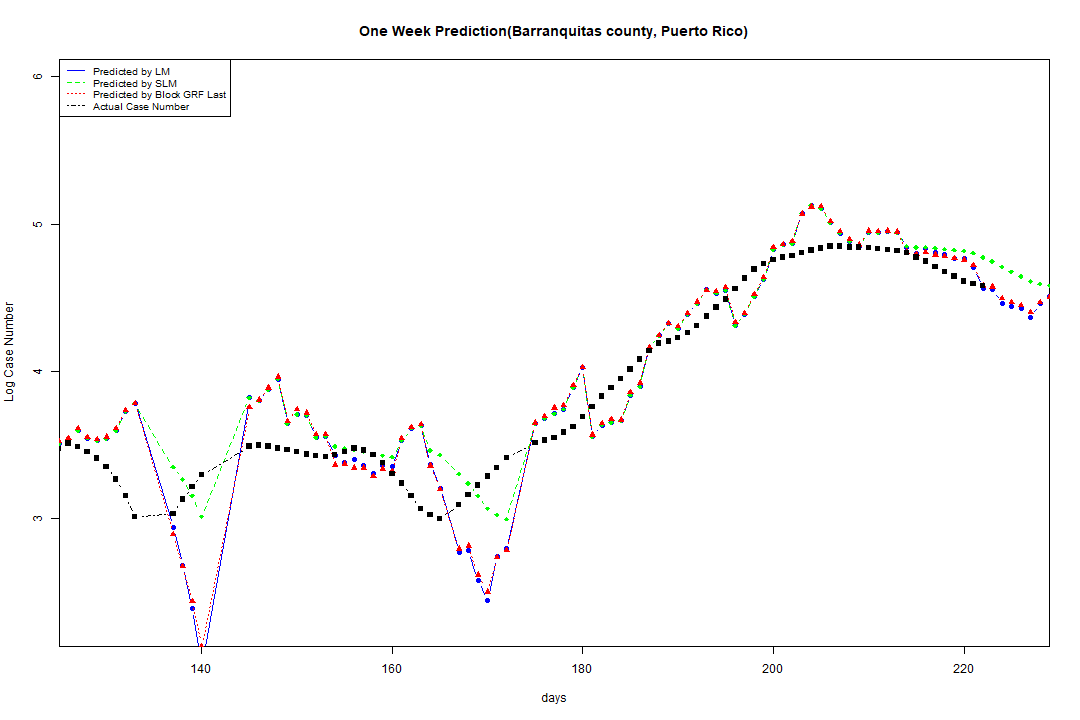 One Week Prediction(Barranquitas county, Puerto Rico)
Predicted by LM
Predicted by SLM
Predicted by Block GRF Last
Actual Case Number
6
5
4
3
Log Case Number
140 160 180 200 220
days